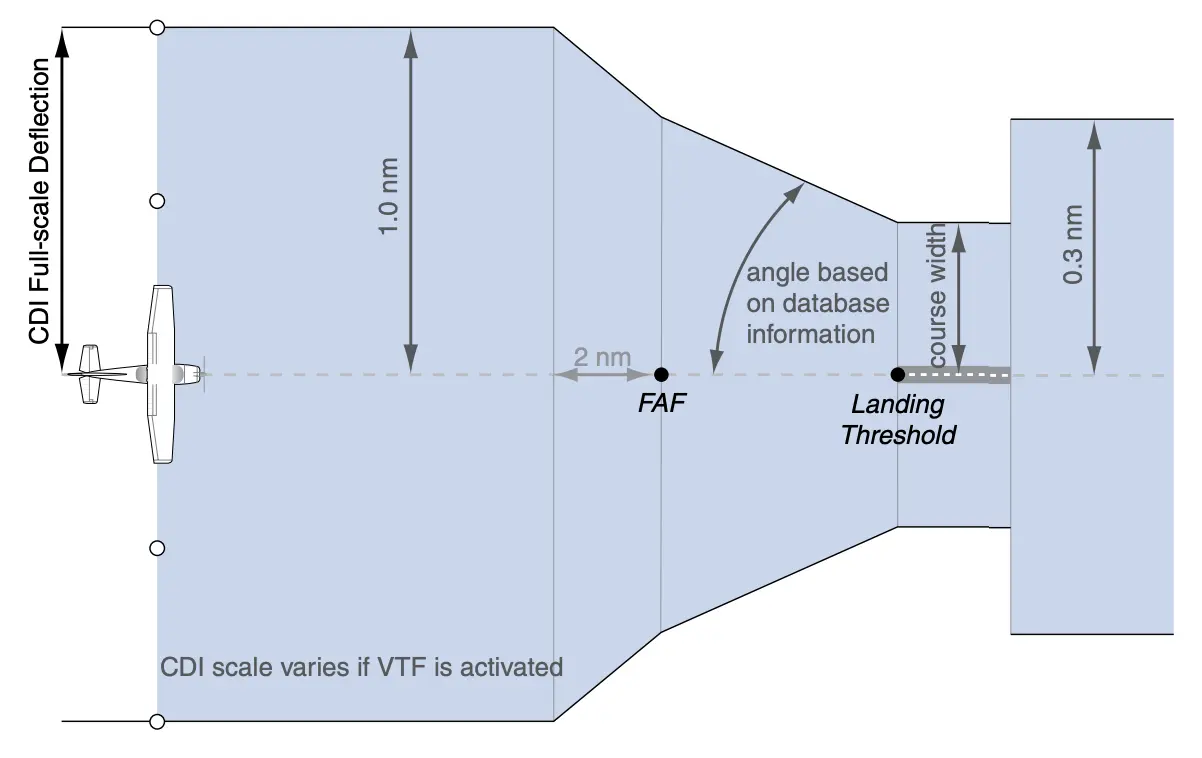 CDI Full-scale Deflection
1.0 nm
2 nm
FAF
angle based
on database
information
course width
Landing
Threshold
0.3 nm
CDI scale varies if VTF is activated